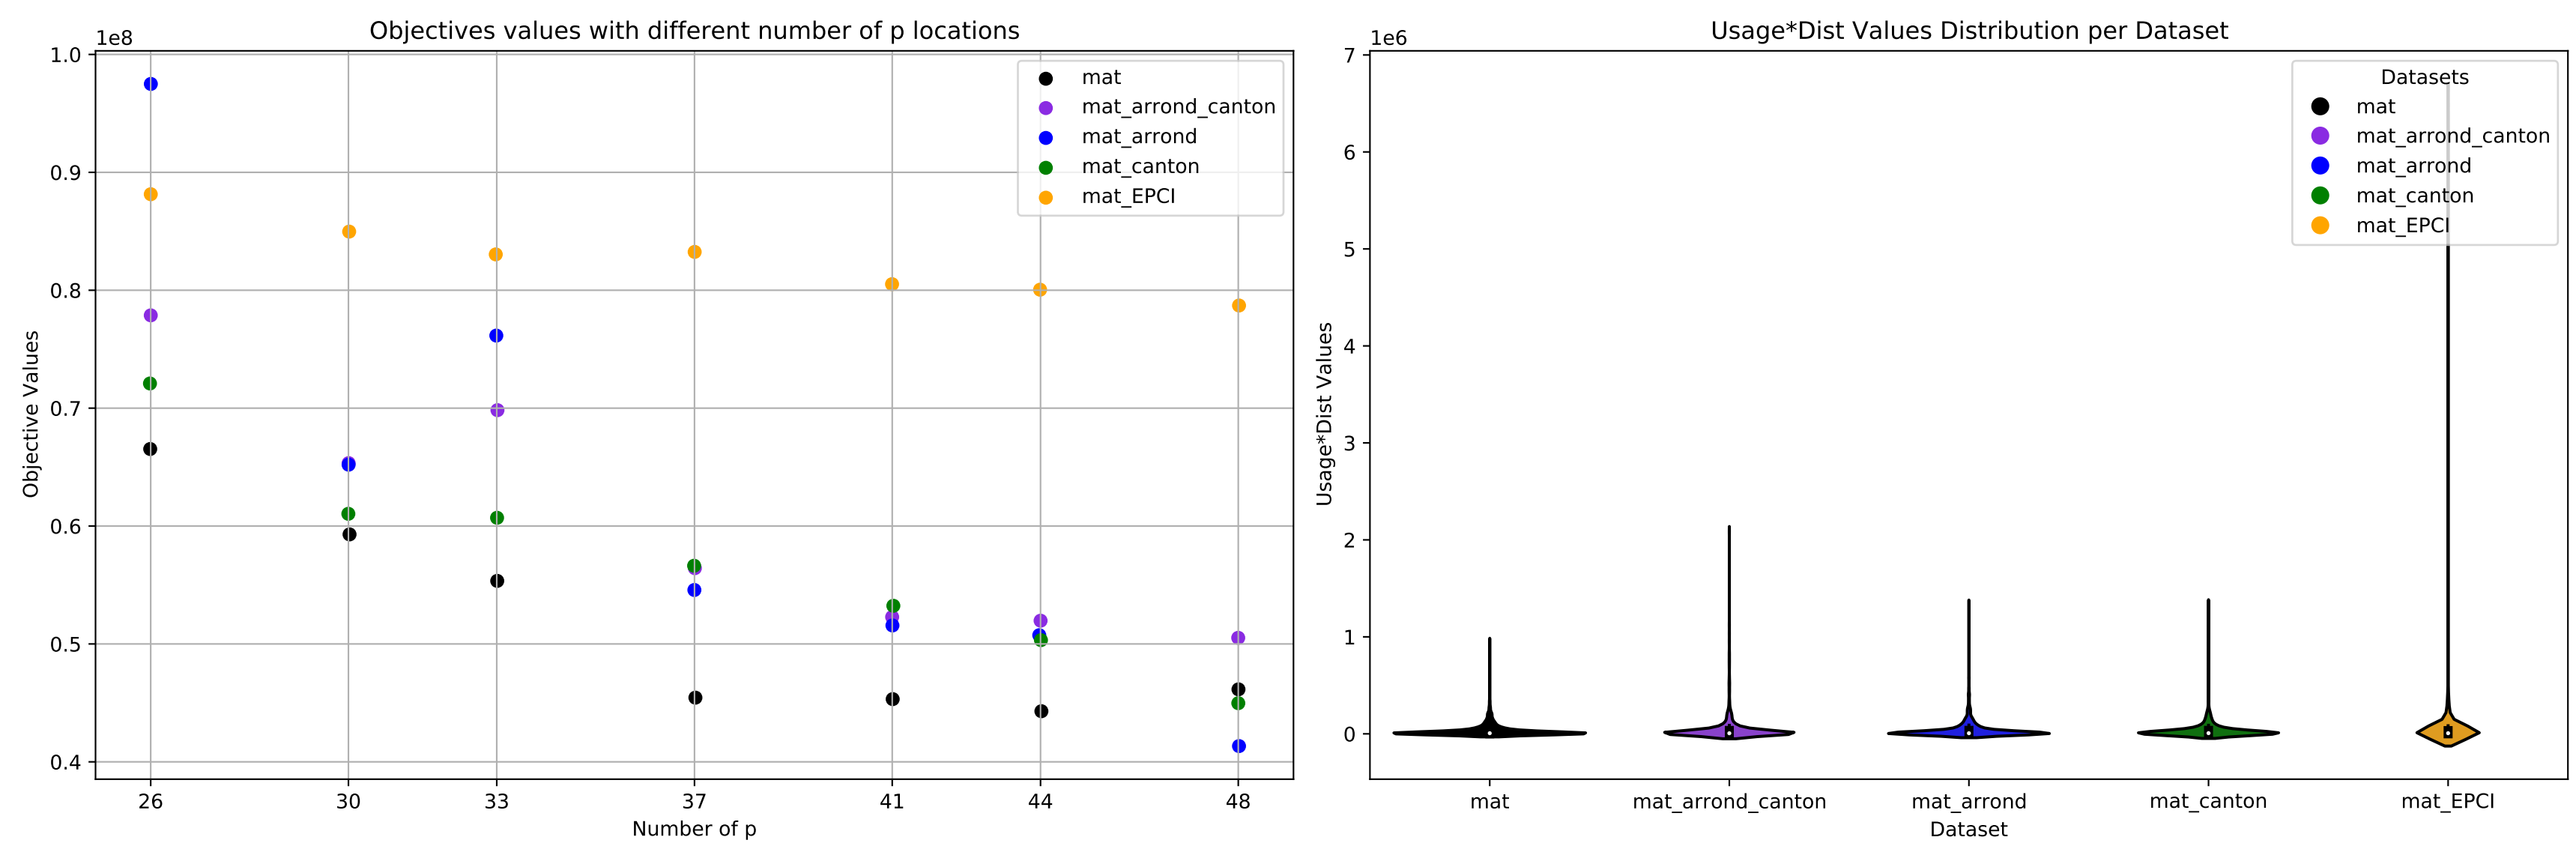 Objectives values with different number of p locations
1e8
1.0
0.9
0.8
0.7
0.6
0.5
0.4
Objective Values
mat
mat_arrond_canton
mat_arrond
mat_canton
mat_EPCI
26 30 33 37 41 44 48
Number of p
Usage*Dist Values Distribution per Dataset
1e6
7
6
5
4
3
2
1
0
Usage*Dist Values
Datasets
mat
mat_arrond_canton
mat_arrond
mat_canton
mat_EPCI
mat mat_arrond_canton mat_arrond mat_canton mat_EPCI
Dataset